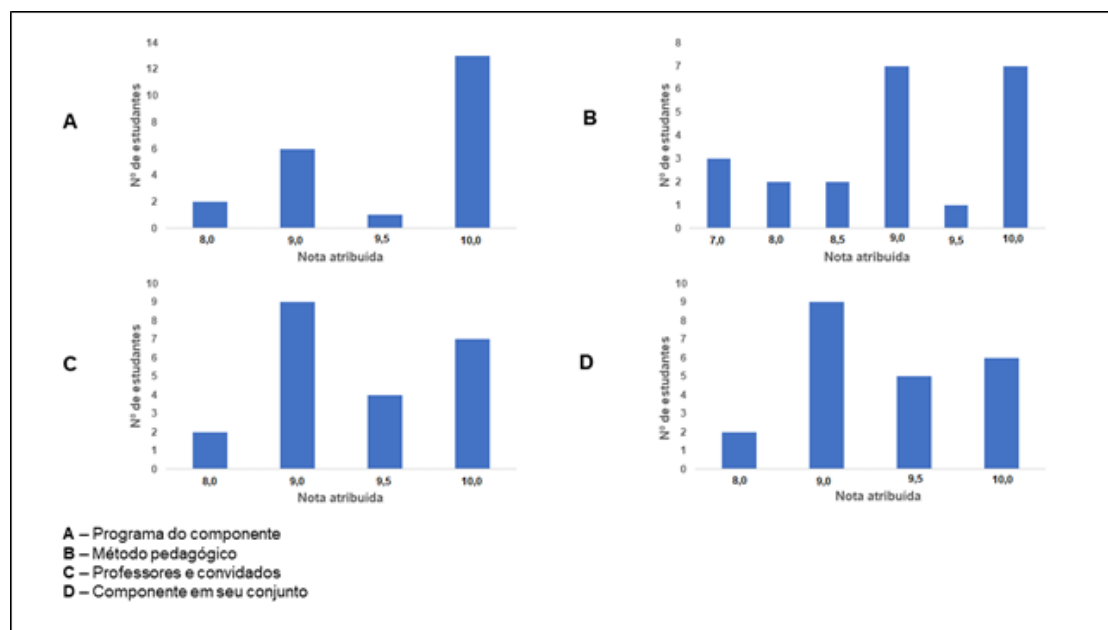 A
Nº de estudantes
14
12
10
8
6
4
2
0
8,0 9,0 9,5 10,0
Nota atribuida
B
Nº de estudantes
8
7
6
5
4
3
2
1
0
7,0 8,0 8,5 9,0 9,5 10,0
Nota atribuida
C
Nº de estudantes
10
9
8
7
6
5
4
3
2
1
0
8,0 9,0 9,5 10,0
Nota atribuida
D
Nº de estudantes
10
9
8
7
6
5
4
3
2
1
0
8,0 9,0 9,5 10,0
Nota atribuida
A – Programa do componente
B – Método pedagógico
C – Professores e convidados
D – Componente em seu conjunto